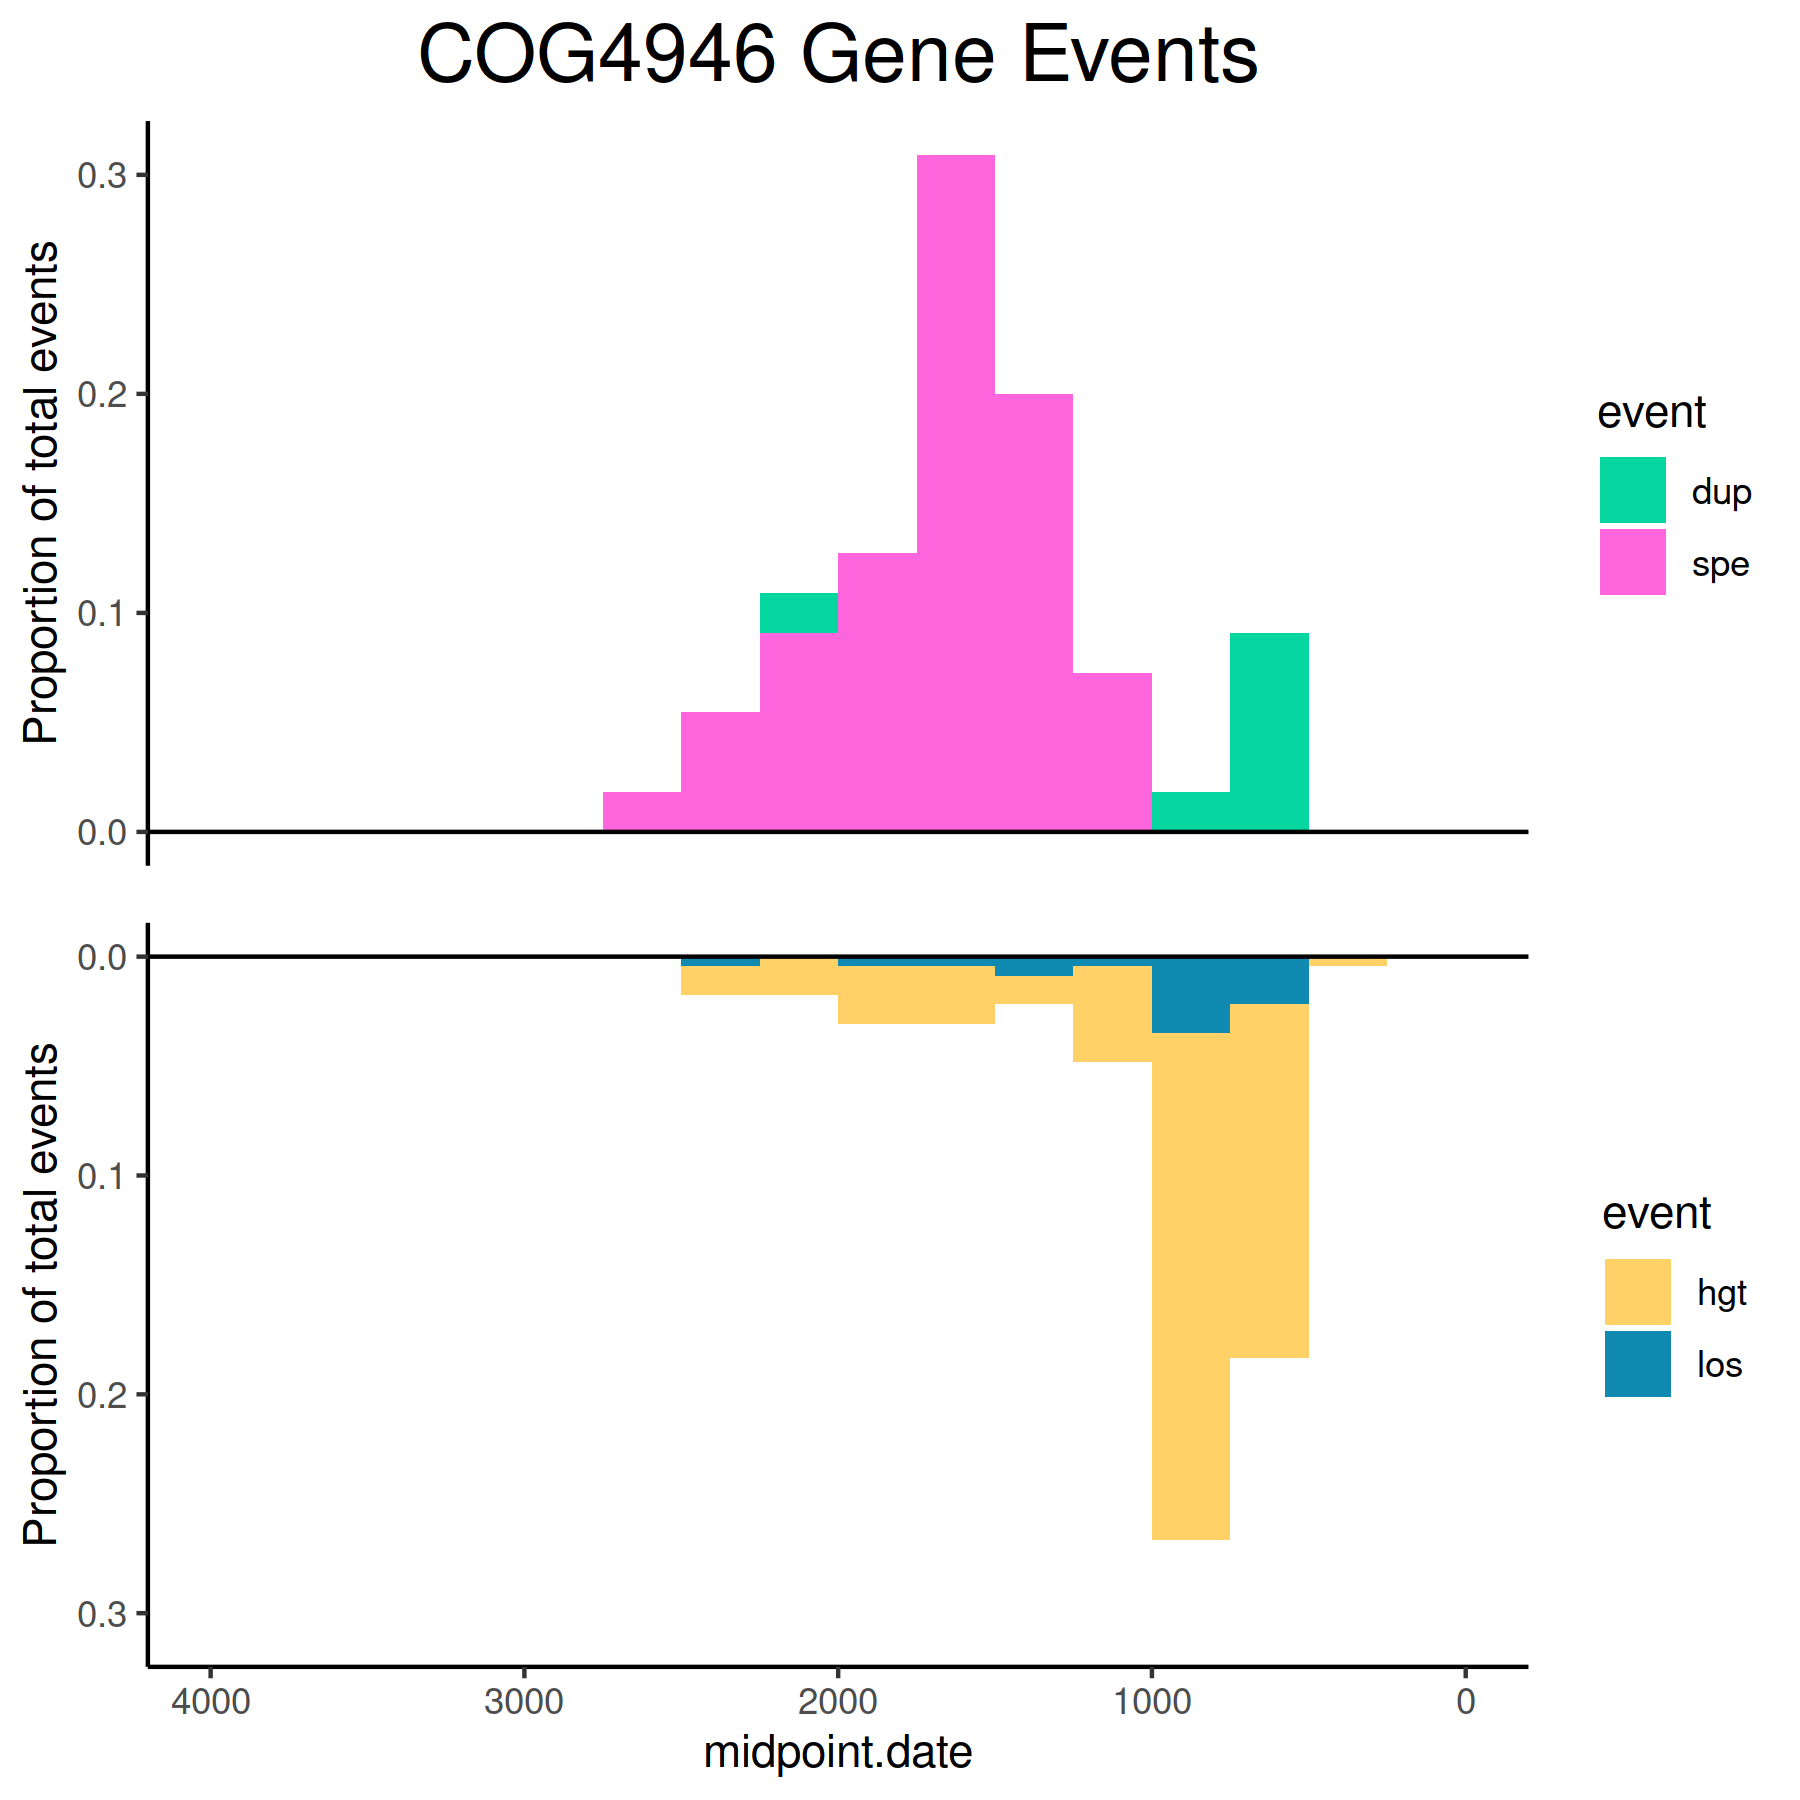 COG4946 Gene Events
Proportion of total events
0.3
0.2
0.1
0.0
event
dup
spe
Proportion of total events
0.0
0.1
0.2
0.3
event
hgt
los
4000 3000 2000 1000 0
midpoint.date